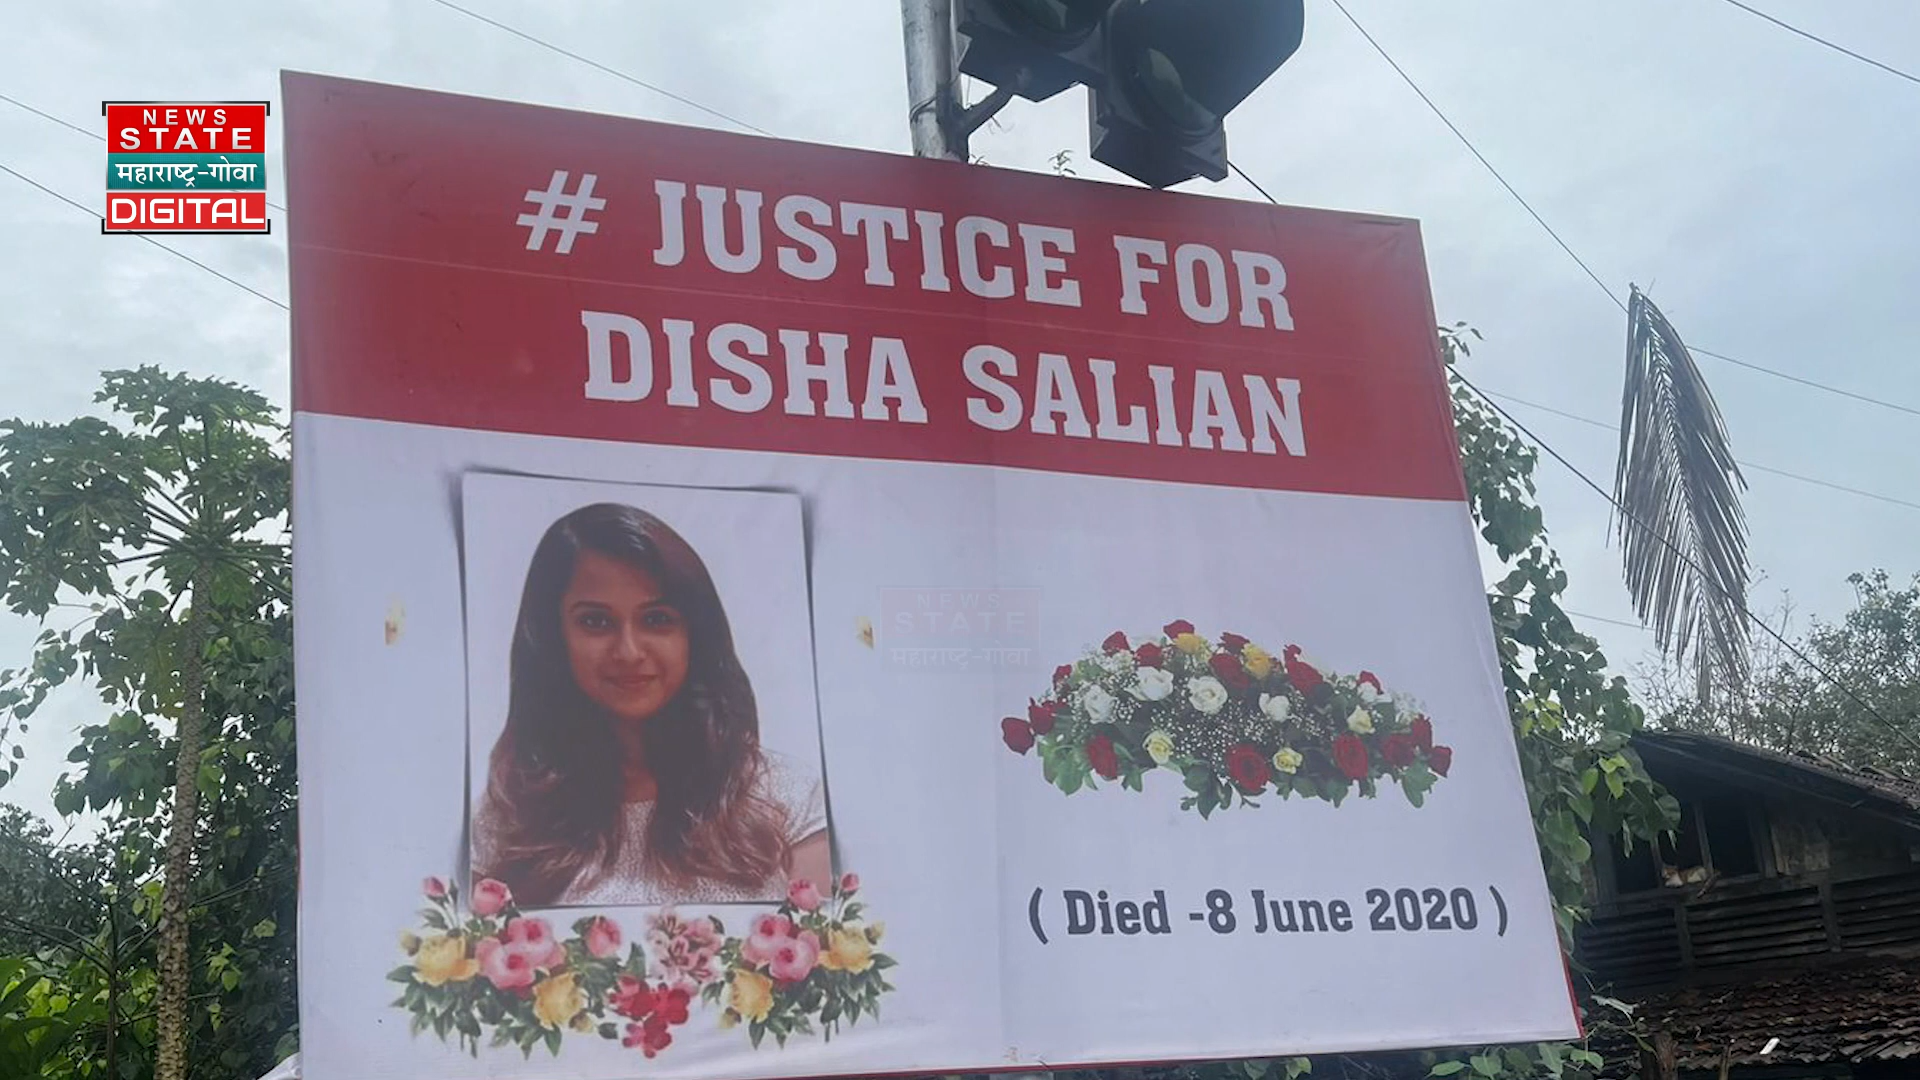 NEWS
STATE
महाराष्ट्र-गोवा
DIGITAL
# JUSTICE FOR
DISHA SALIAN
NEWS
STATE
महाराष्ट्र-गोवा
( Died -8 June 2020 )